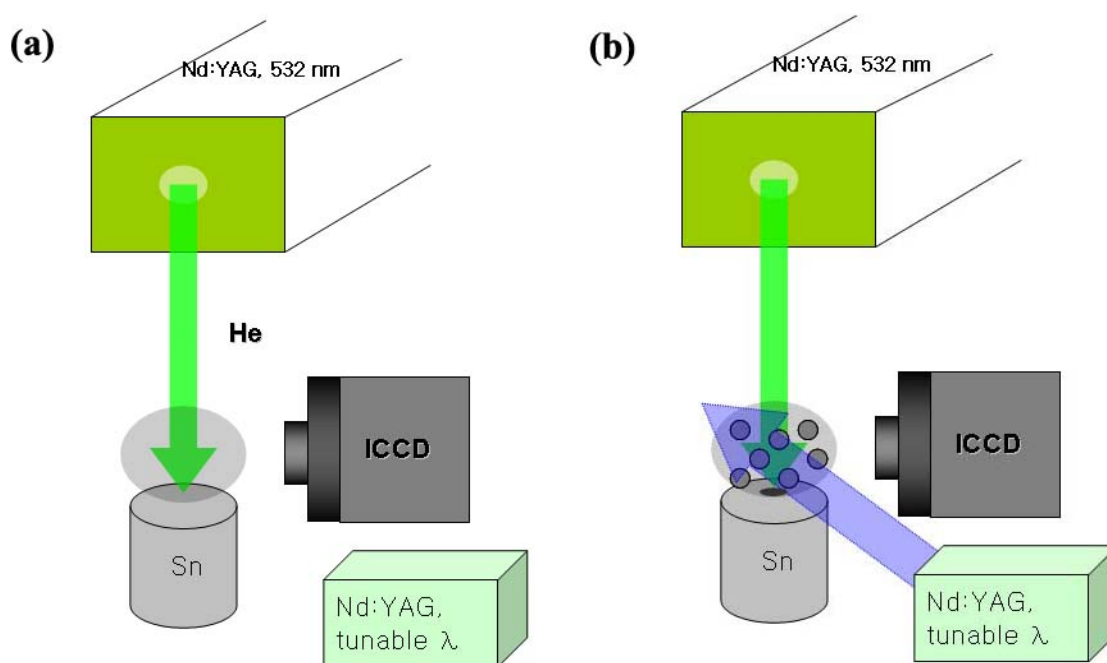 (a)
Nd:YAG, 532 nm
He
ICCD
Sn
Nd:YAG,
tunable λ
(b)
Nd:YAG, 532 nm
ICCD
Sn
Nd:YAG,
tunable λ